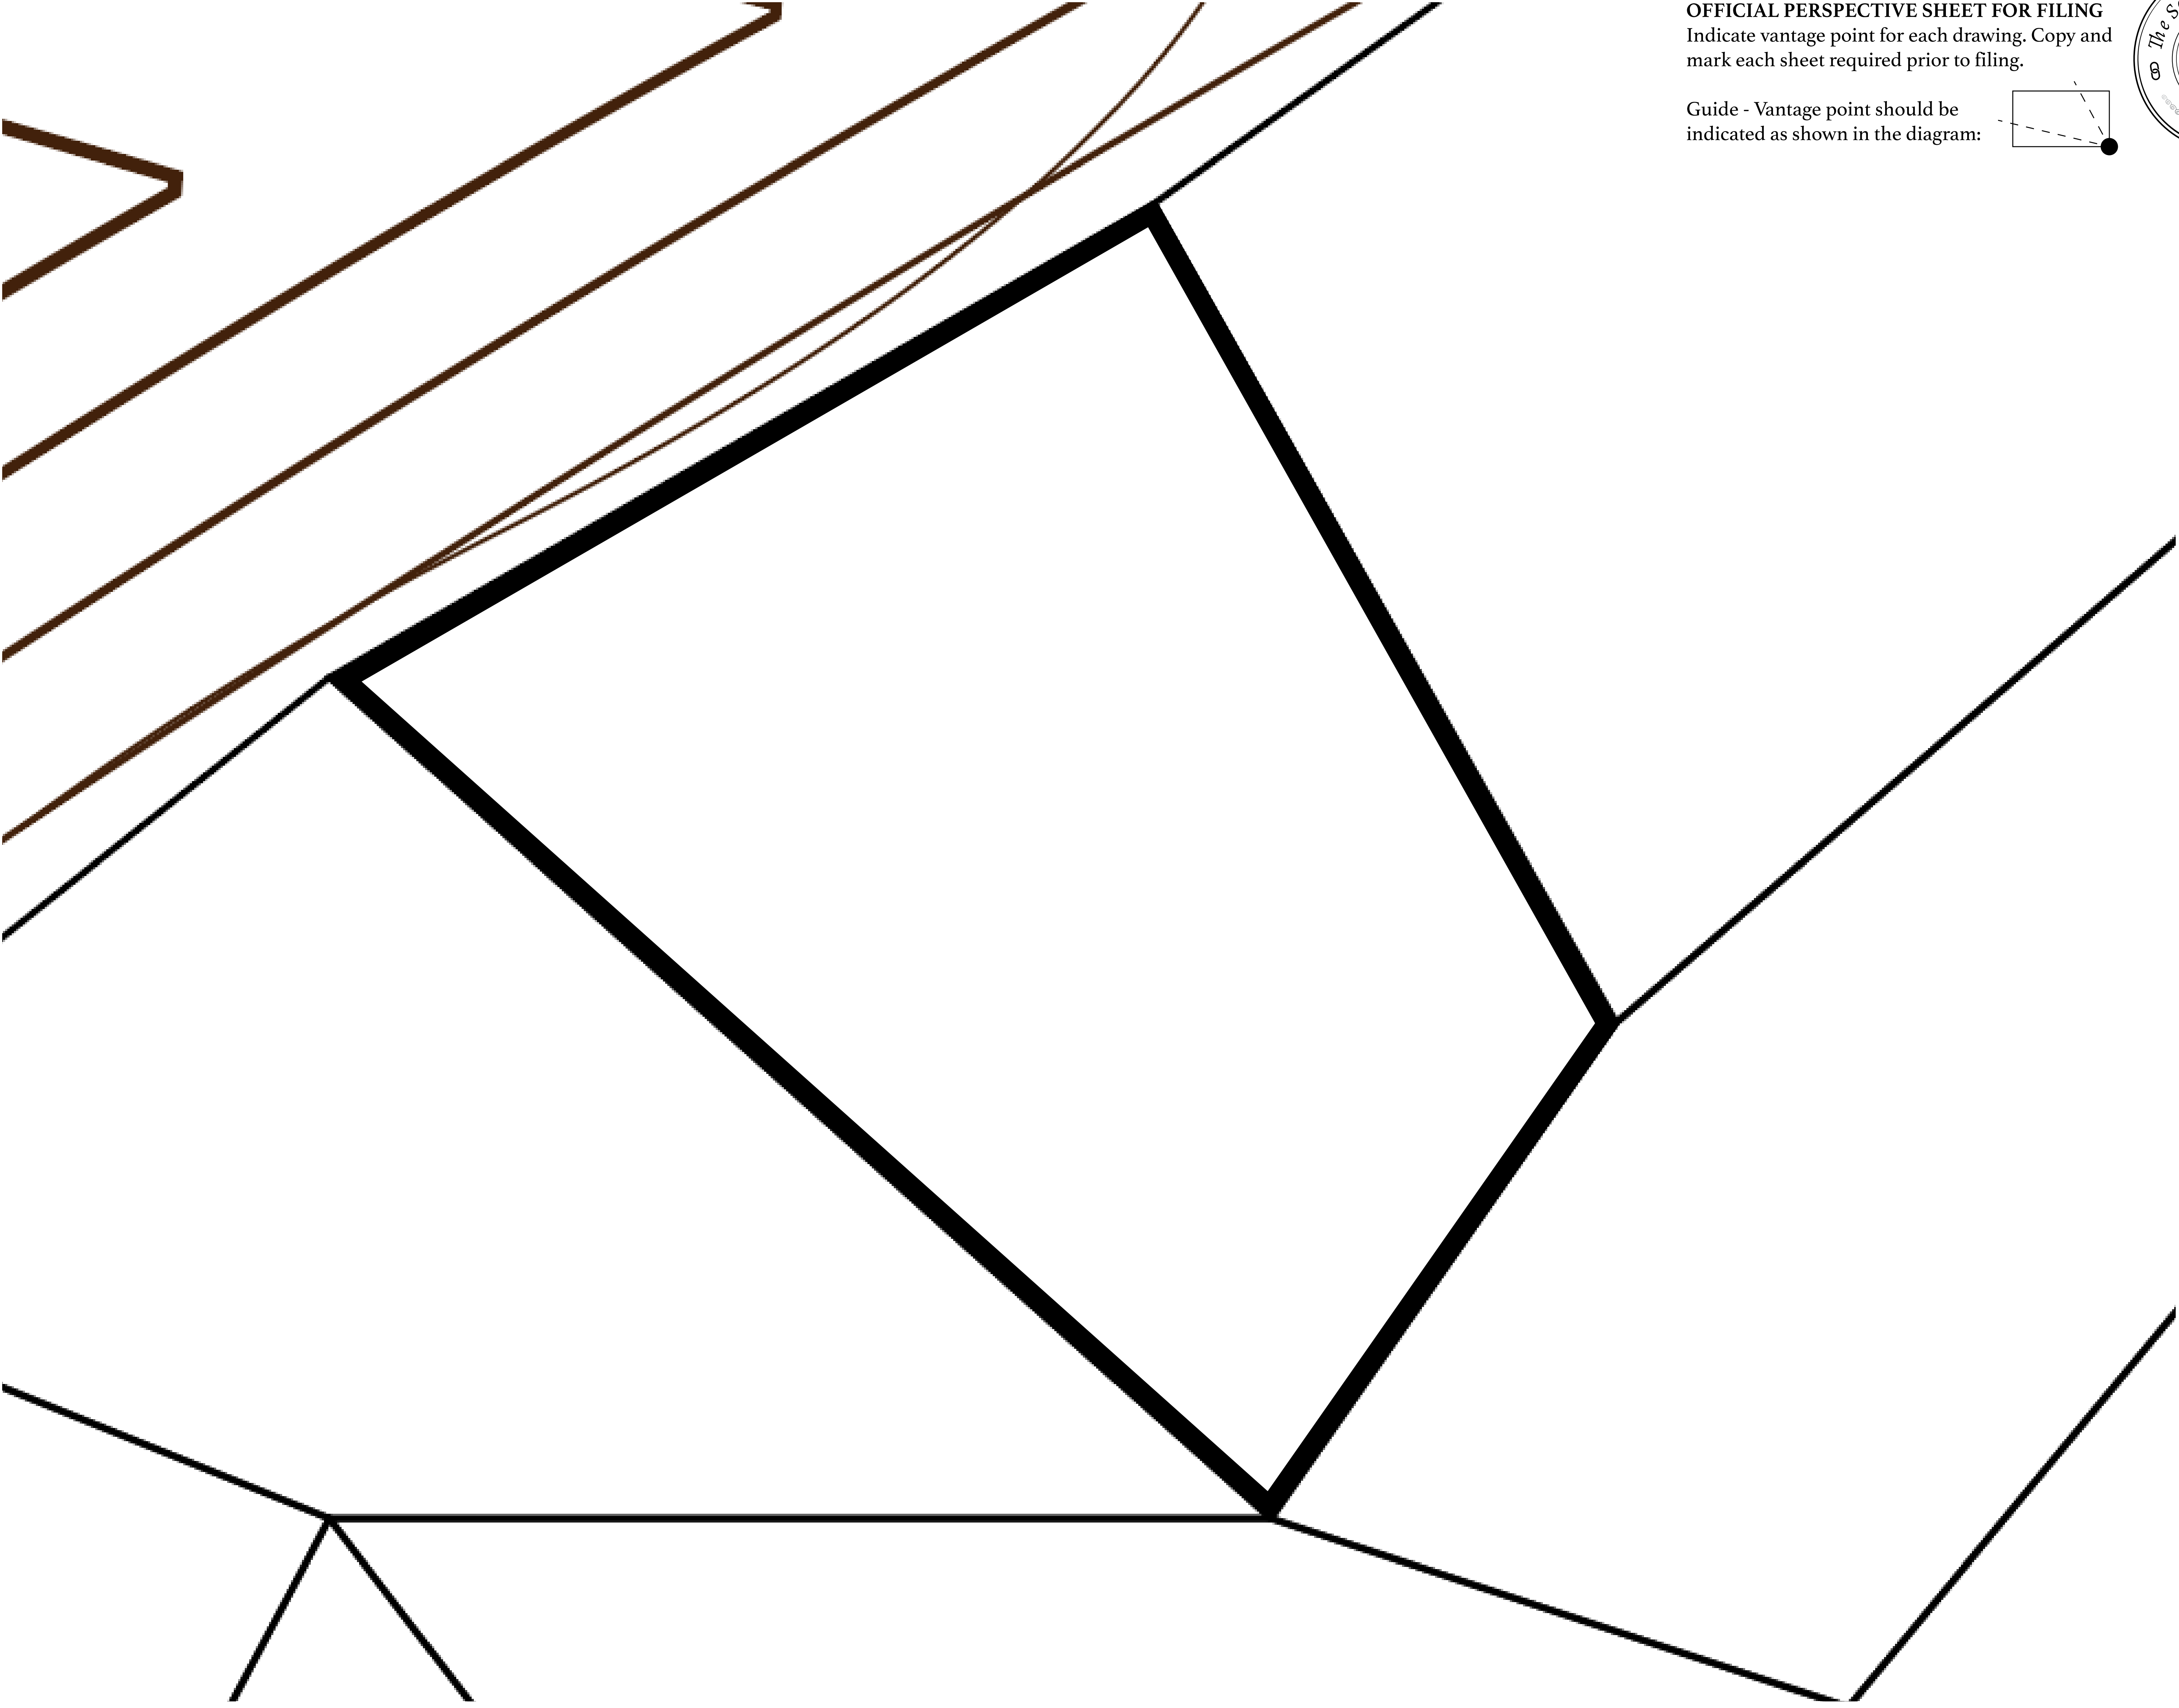 OFFICIAL PERSPECTIVE SHEET FOR FILING
Indicate vantage point for each drawing. Copy and
mark each sheet required prior to filing.
Guide - Vantage point should be
indicated as shown in the diagram:
The